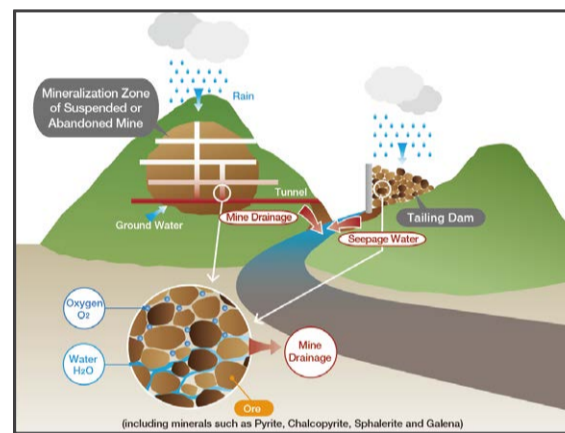 Mineralization Zone
of Suspended or
Abandoned Mine
Rain
Tunnel
Ground Water
Mine Drainage
Seepage Water
Tailing Dam
Oxygen
O₂
Water
H₂O
Mine
Drainage
Ore
(including minerals such as Pyrite, Chalcopyrite, Sphalerite and Galena)